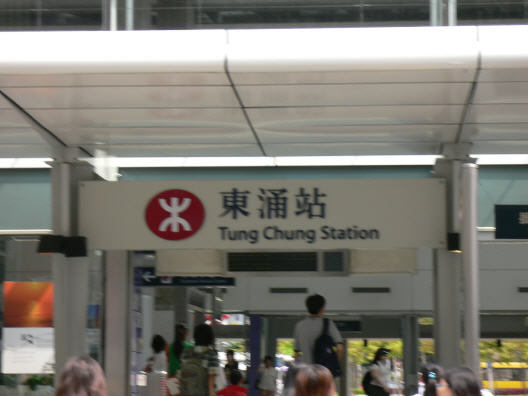 東涌站
Tung Chung Station